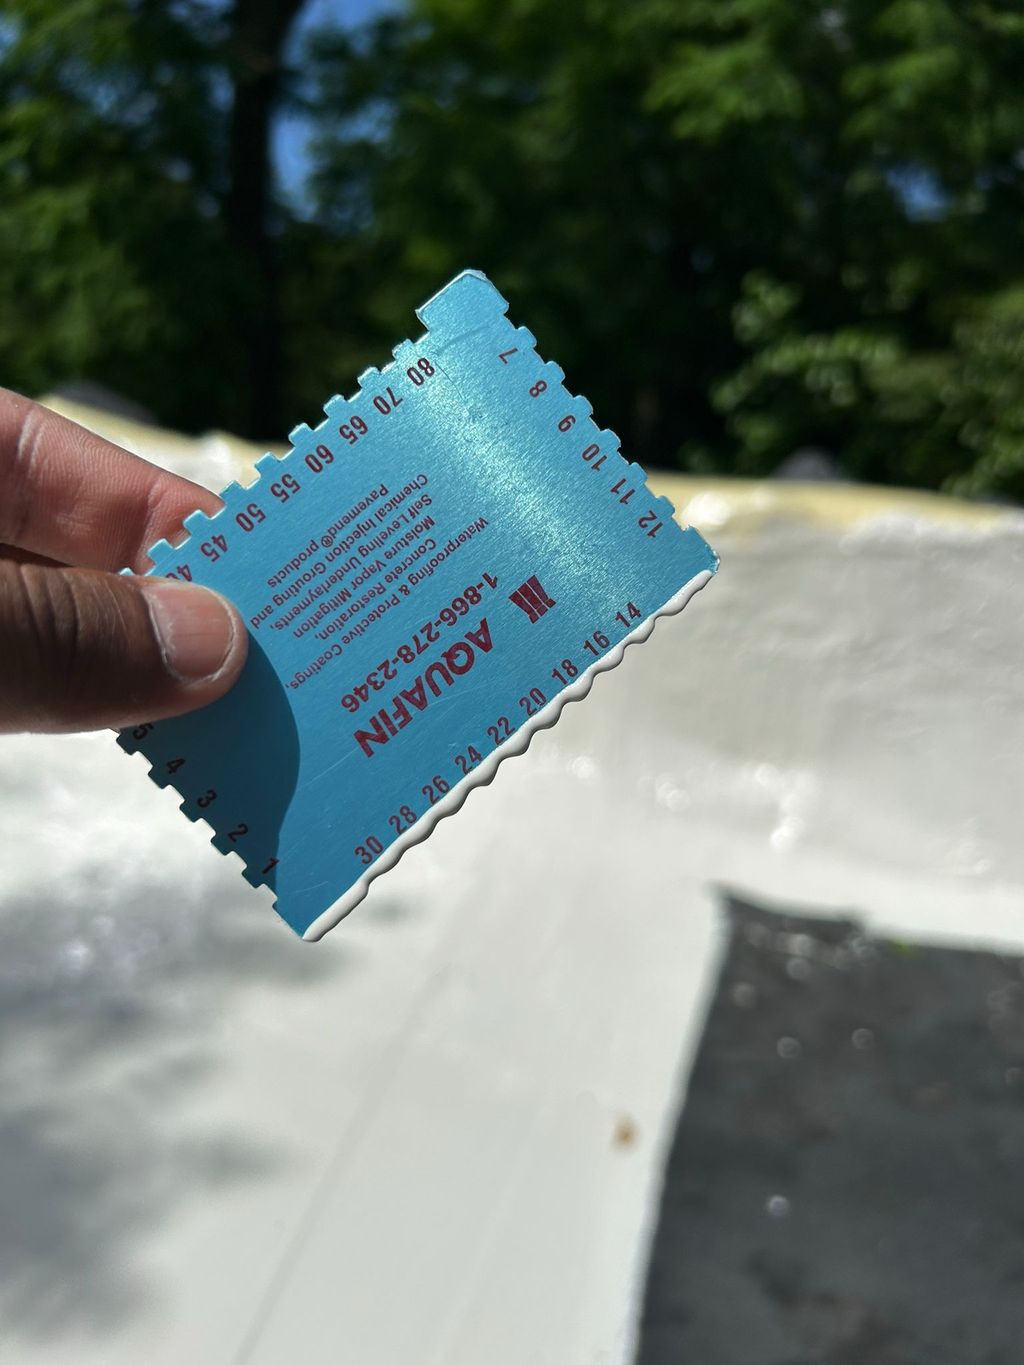 AQUAFIN
1-866-278-2346
Waterproofing & Protective Coatings,
Concrete Restoration,
Moisture Vapor Mitigation
Self Leveling Underlayments,
Chemical Injection Grouting and
Pavemend® products
7 8 9 10 11 12
14 16 18 20 22 24 26 28 30
1 2 3 4 5
40 45 50 55 60 65 70 80